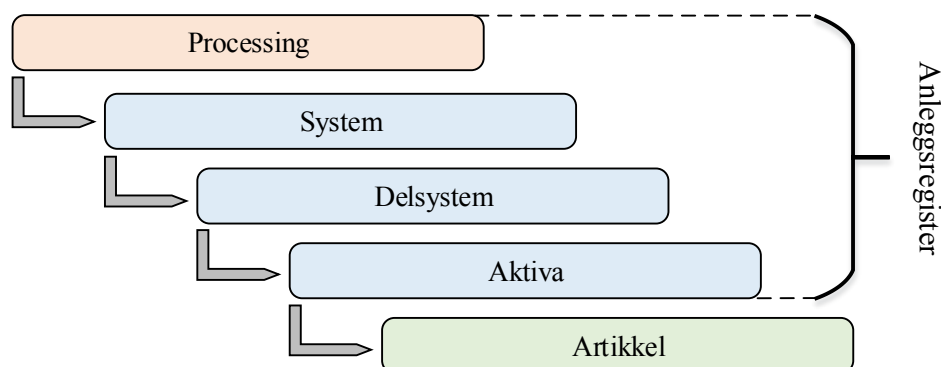 Processing
System
Delsystem
Aktiva
Artikkel
Anleggsregister